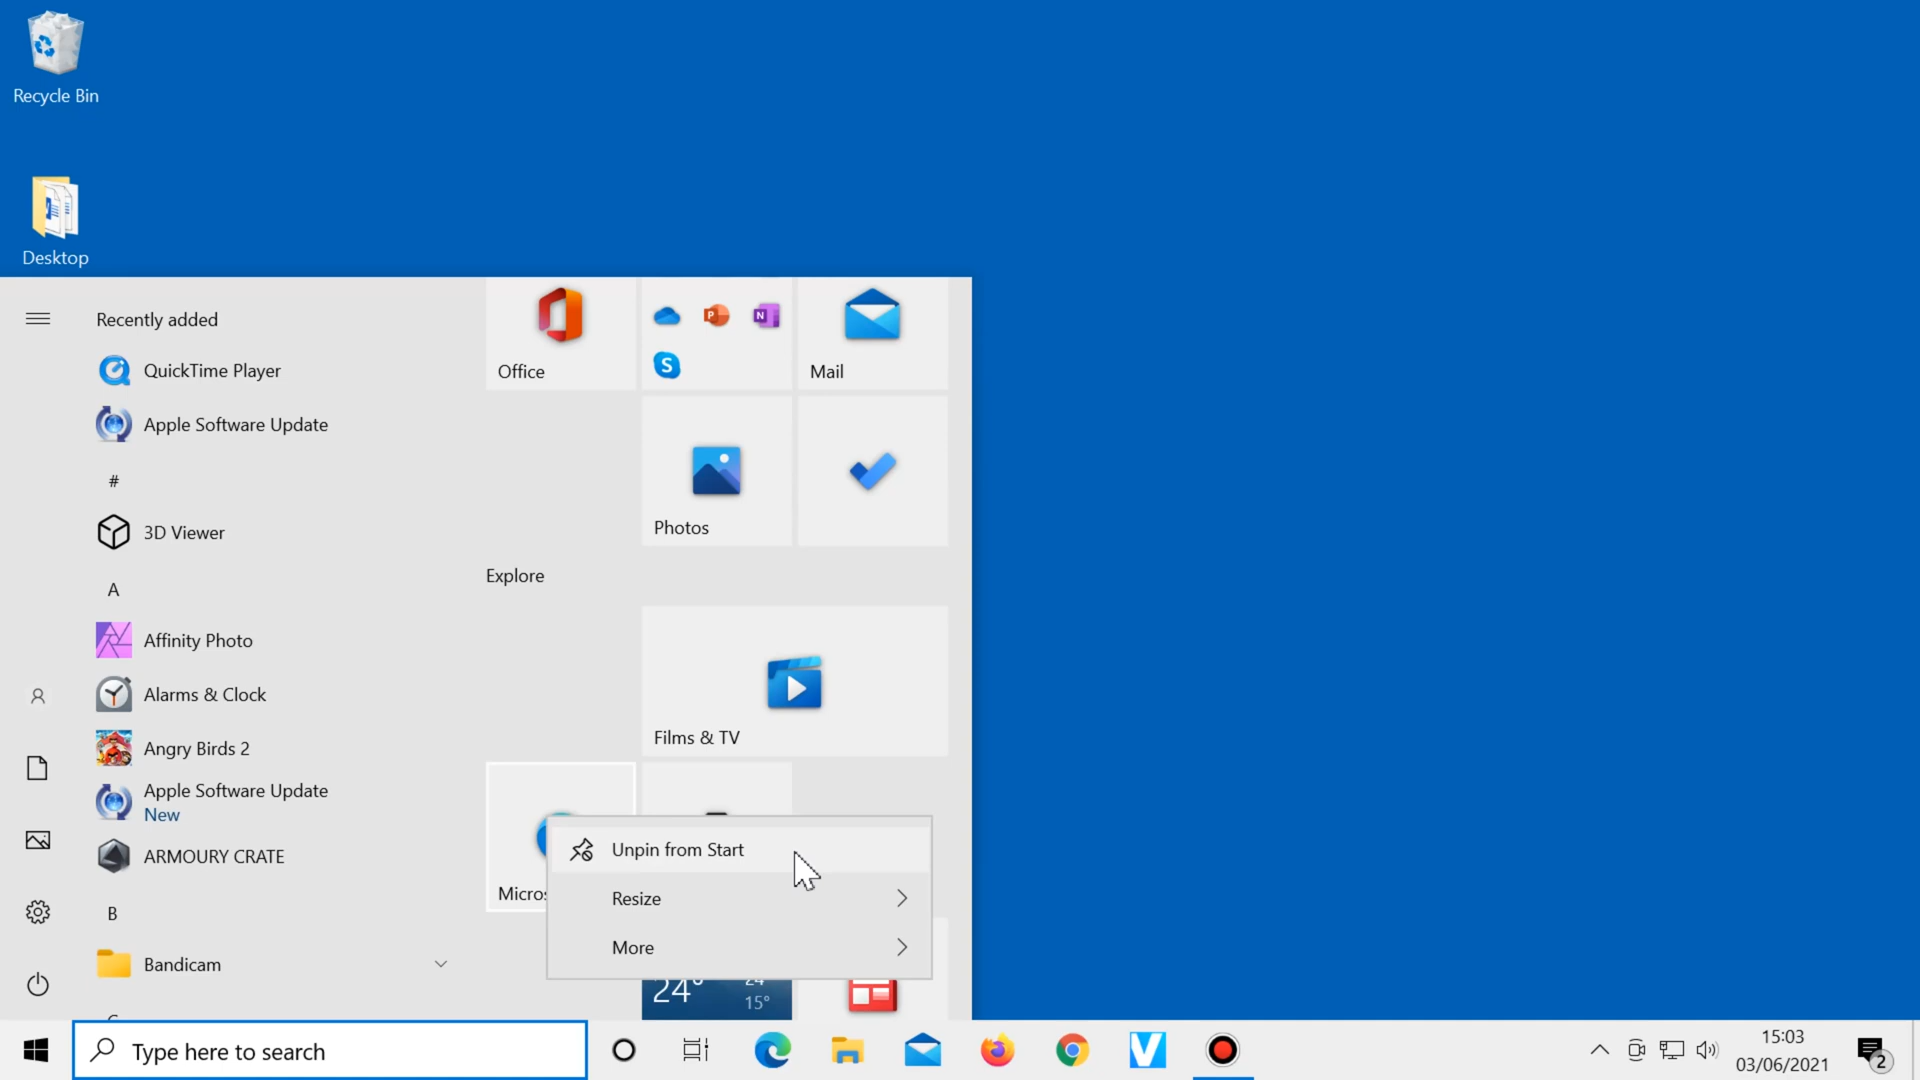 Recycle Bin
Desktop
Recently added
QuickTime Player
Apple Software Update
#
3D Viewer
A
Affinity Photo
Alarms & Clock
Angry Birds 2
Apple Software Update
New
ARMOURY CRATE
B
Bandicam
Office
P
N
S
Mail
Photos
Explore
Films & TV
Micros
Unpin from Start
Resize
More
24°
24
15°
Type here to search
V
15:03
03/06/2021
2